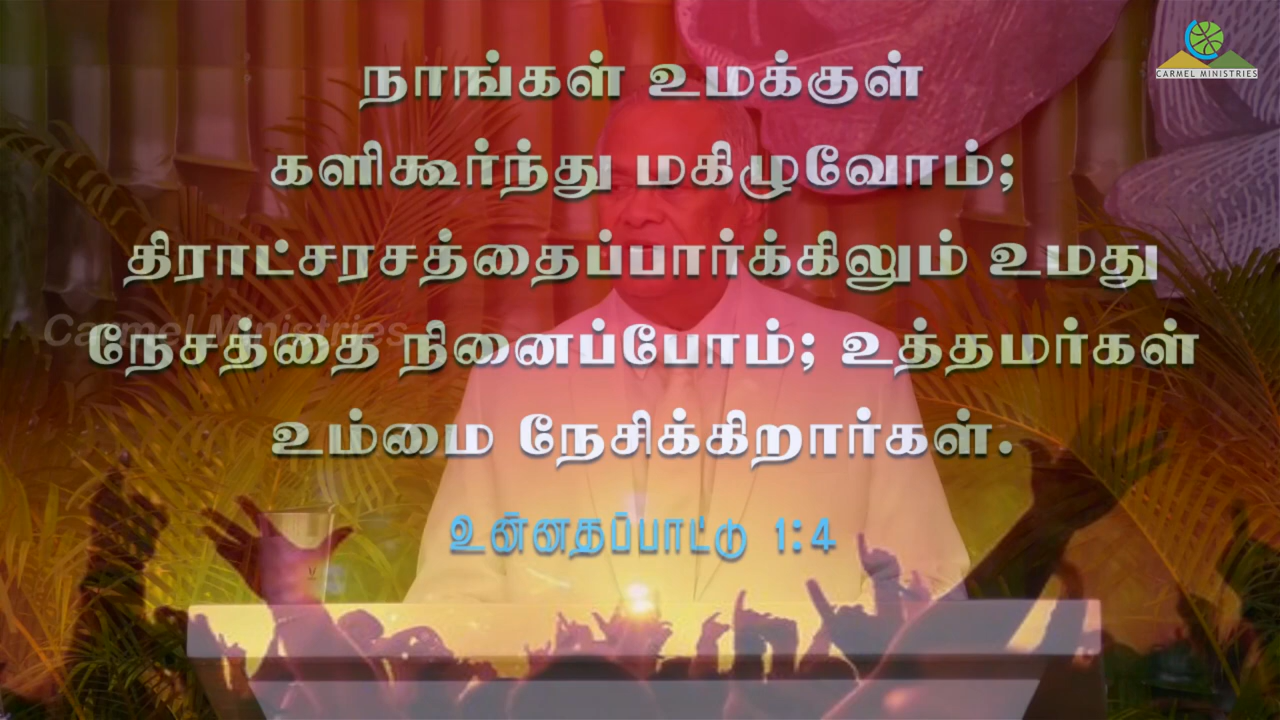 CARMEL MINISTRIES
நாங்கள் உமக்குள்
களிகூர்ந்து மகிழுவோம்;
திராட்சரசத்தைப்பார்க்கிலும் உமது
Carmel Ministries
நேசத்தை நினைப்போம்; உத்தமர்கள்
உம்மை நேசிக்கிறார்கள்.
உன்னதப்பாட்டு 1:4